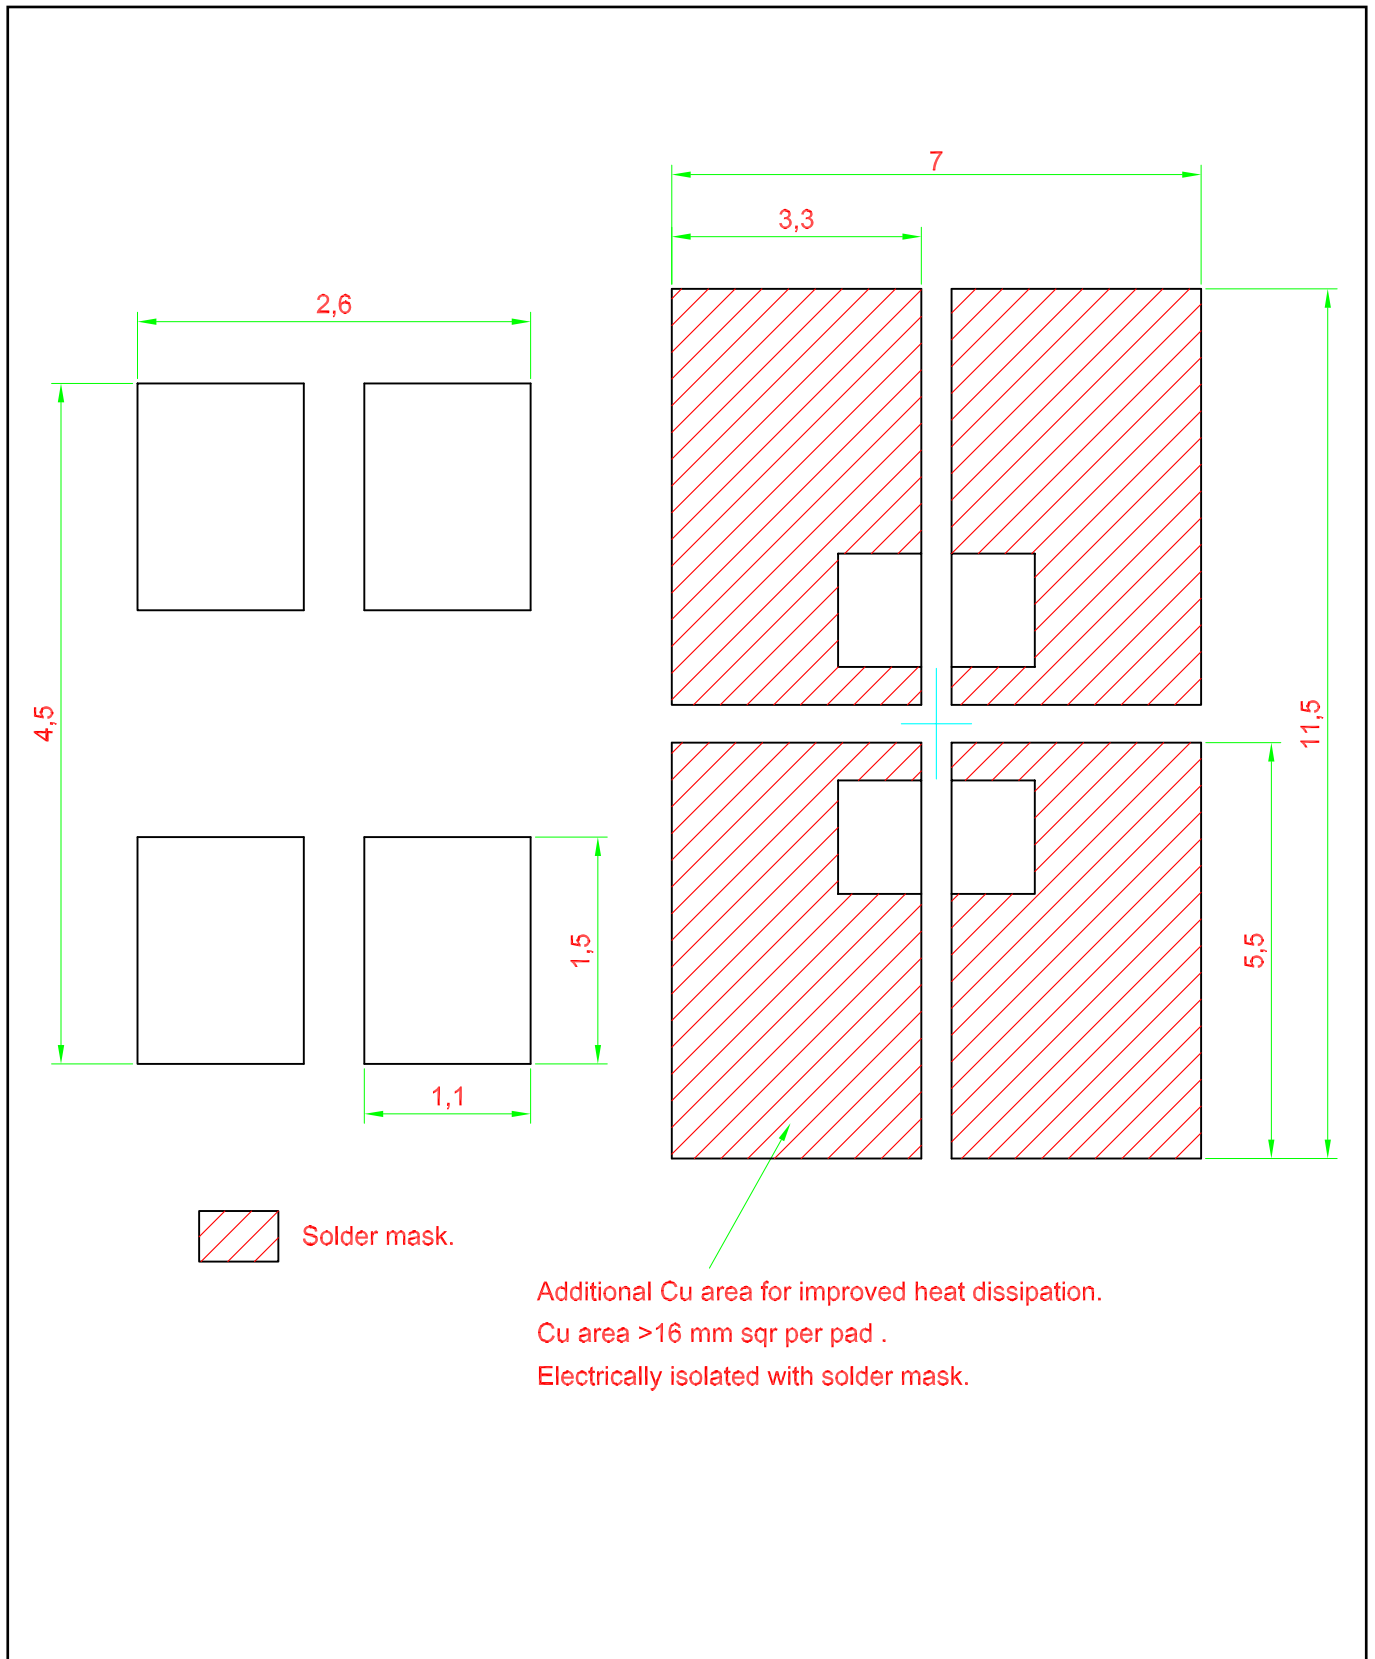 7
3,3
2,6
4,5
11,5
5,5
1,5
1,1
Solder mask.
Additional Cu area for improved heat dissipation.
Cu area >16 mm sqr per pad .
Electrically isolated with solder mask.